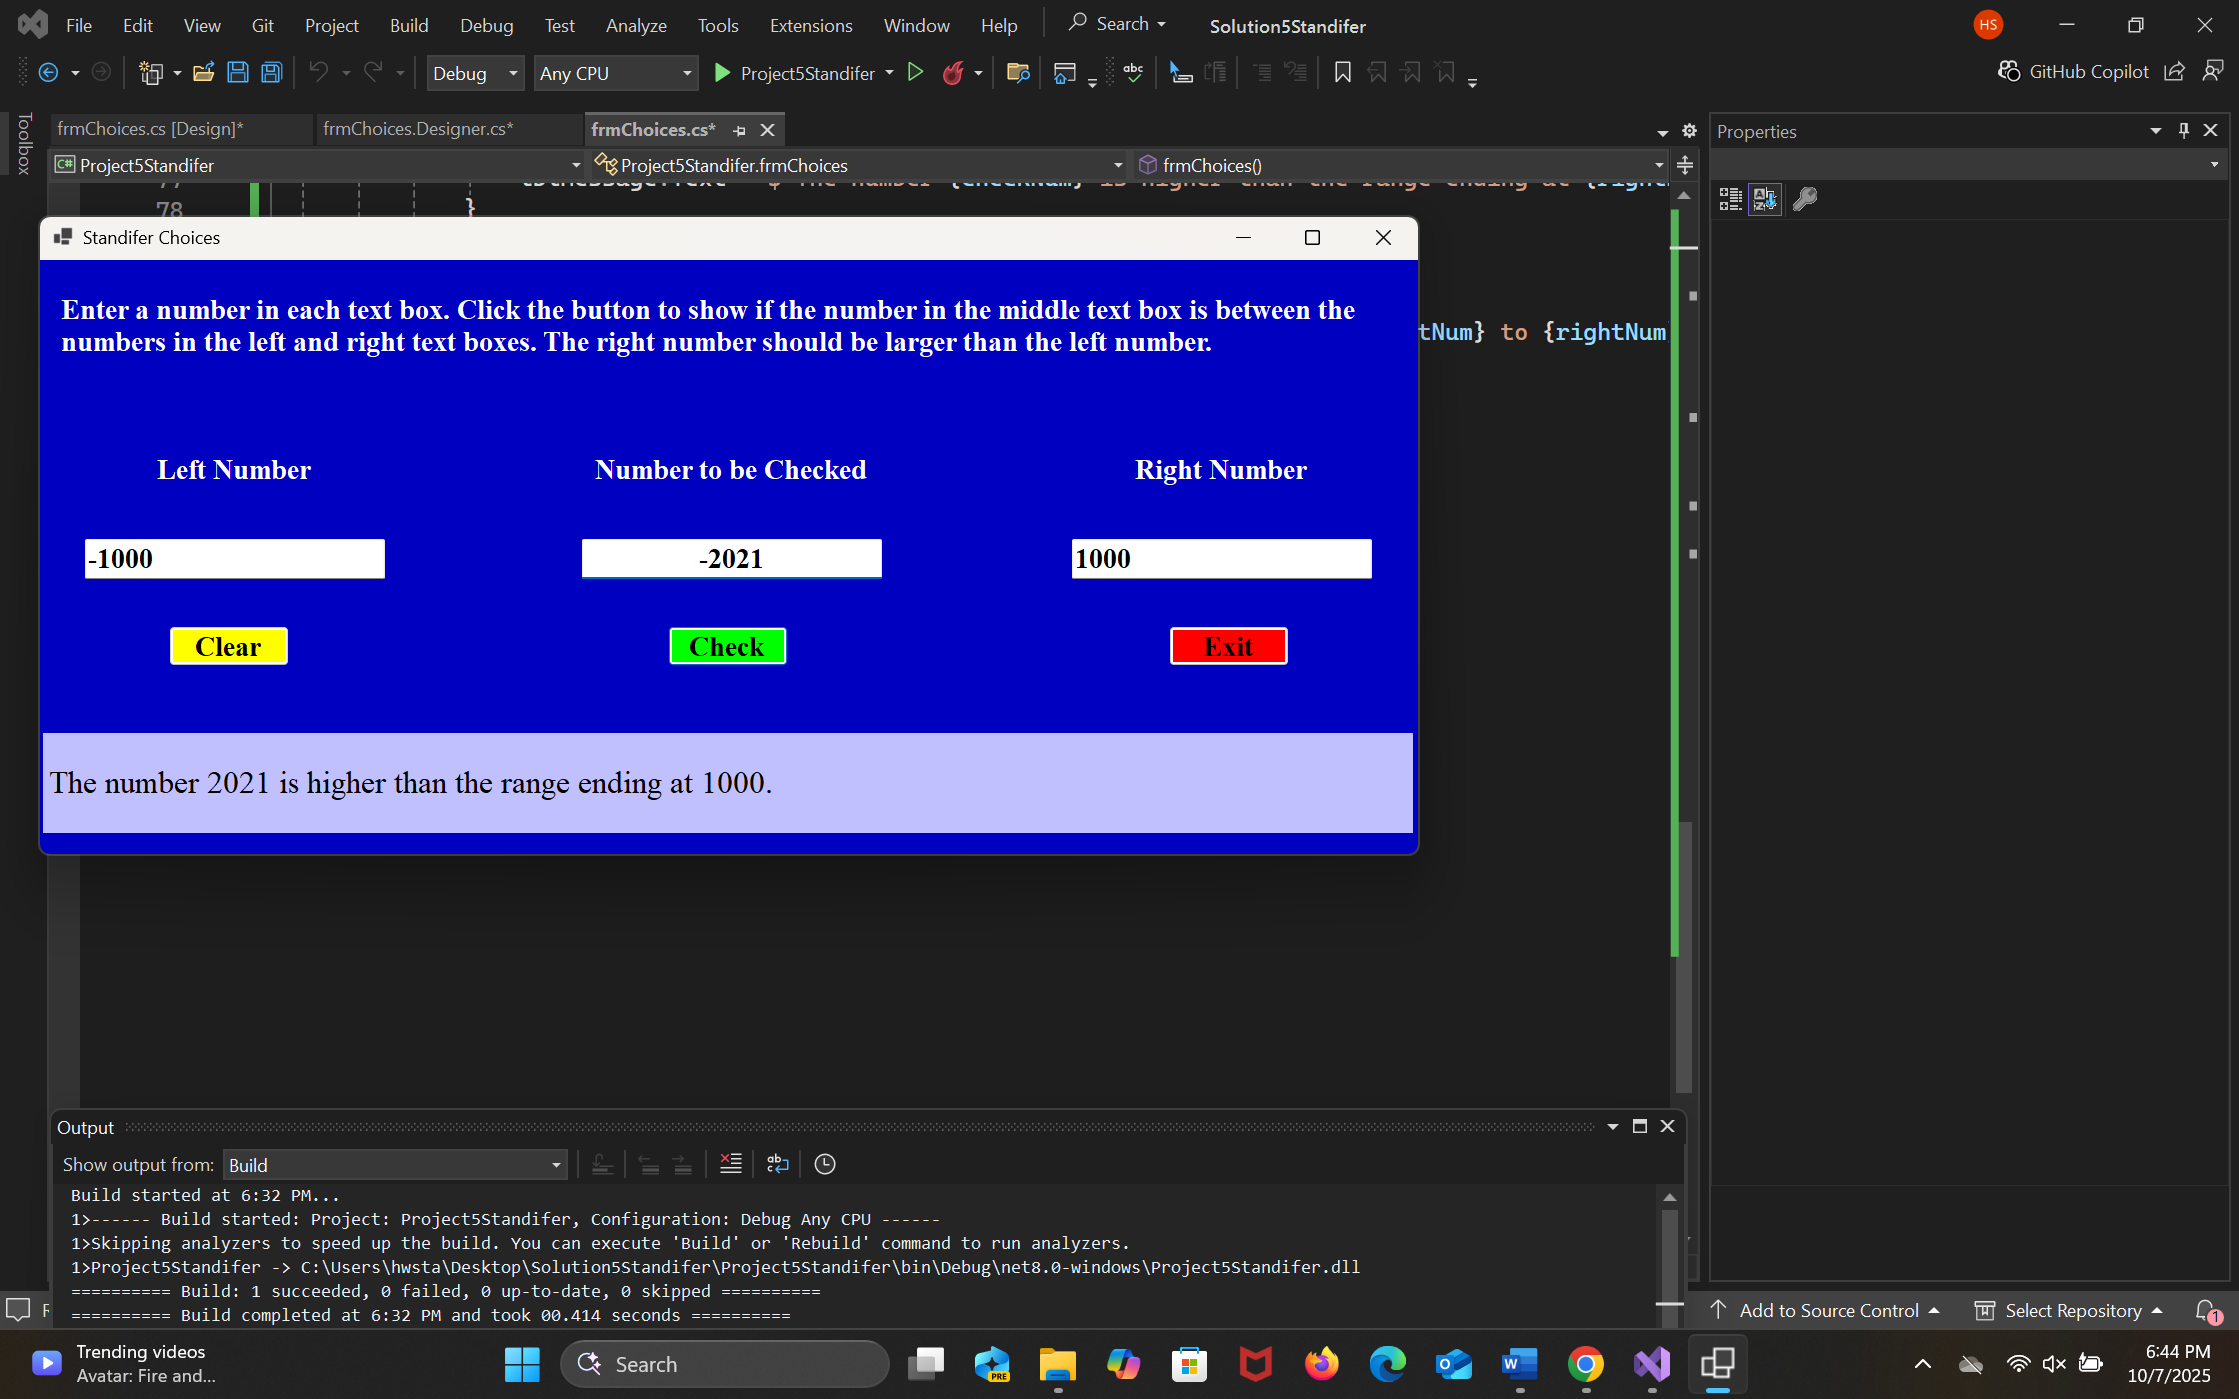 File Edit View Git Project Build Debug Test Analyze Tools Extensions Window Help Search Solution5Standifer HS
Debug Any CPU Project5Standifer GitHub Copilot
Toolbox
frmChoices.cs [Design]* frmChoices.Designer.cs* frmChoices.cs*
Project5Standifer Project5Standifer.frmChoices frmChoices()
78 }
Standifer Choices
Enter a number in each text box. Click the button to show if the number in the middle text box is between the
numbers in the left and right text boxes. The right number should be larger than the left number.
tNum} to {rightNum
Left Number Number to be Checked Right Number
-1000 -2021 1000
Clear Check Exit
The number 2021 is higher than the range ending at 1000.
Properties
Output
Show output from: Build
Build started at 6:32 PM...
1>------ Build started: Project: Project5Standifer, Configuration: Debug Any CPU ------
1>Skipping analyzers to speed up the build. You can execute 'Build' or 'Rebuild' command to run analyzers.
1>Project5Standifer -> C:\Users\hwsta\Desktop\Solution5Standifer\Project5Standifer\bin\Debug\net8.0-windows\Project5Standifer.dll
========== Build: 1 succeeded, 0 failed, 0 up-to-date, 0 skipped ==========
========== Build completed at 6:32 PM and took 00.414 seconds ==========
Add to Source Control Select Repository 1
Trending videos
Avatar: Fire and...
Search
PRE
6:44 PM
10/7/2025